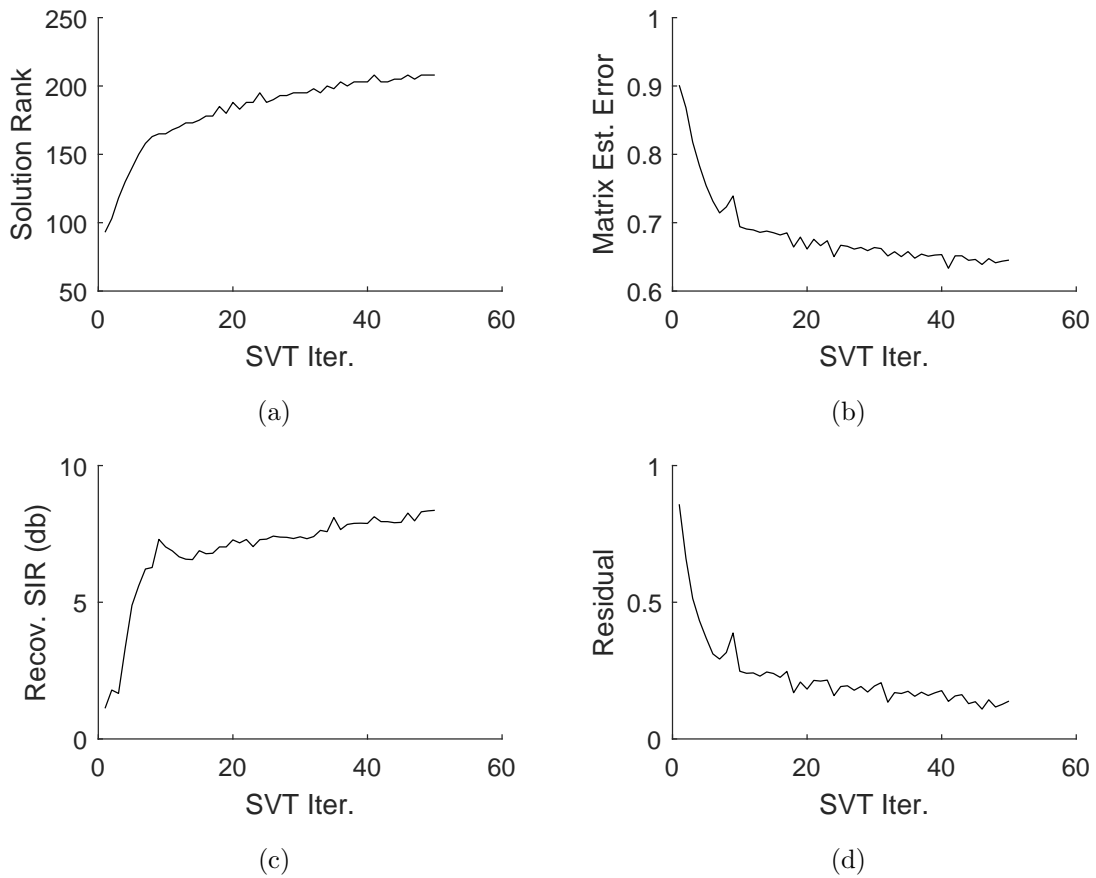 250
200
150
100
50
0
20
40
60
Solution Rank
SVT Iter.
(a)
1
0.9
0.8
0.7
0.6
0
20
40
60
Matrix Est. Error
SVT Iter.
(b)
10
5
0
0
20
40
60
Recov. SIR (db)
SVT Iter.
(c)
1
0.5
0
0
20
40
60
Residual
SVT Iter.
(d)